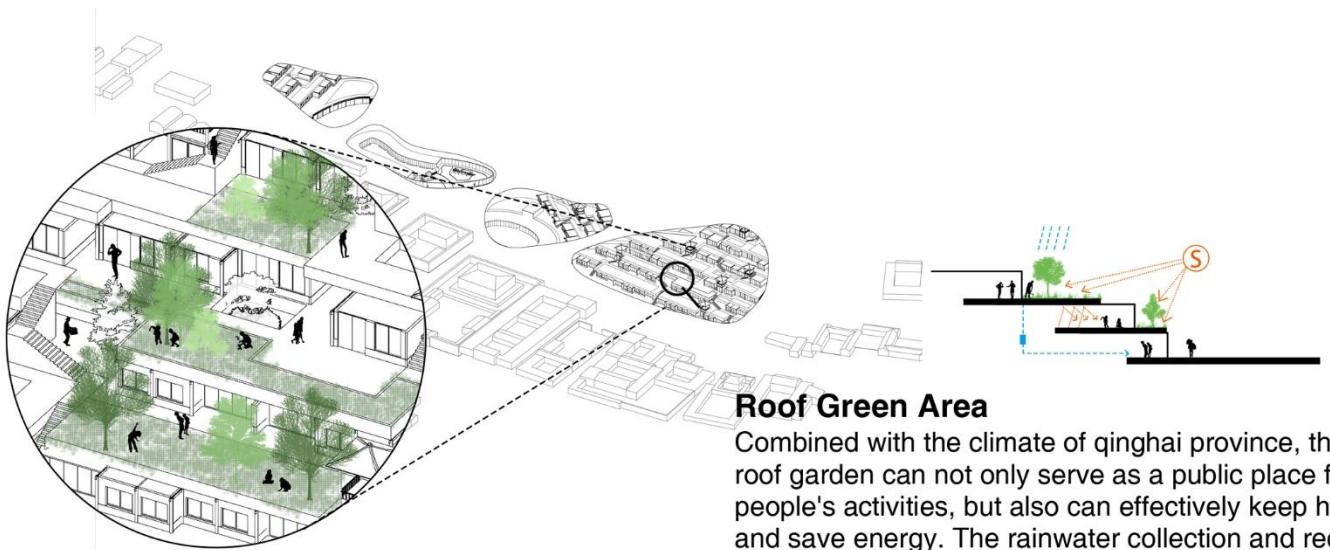 S
Roof Green Area
Combined with the climate of qinghai province, th
roof garden can not only serve as a public place f
people's activities, but also can effectively keep h
and save energy. The rainwater collection and rec